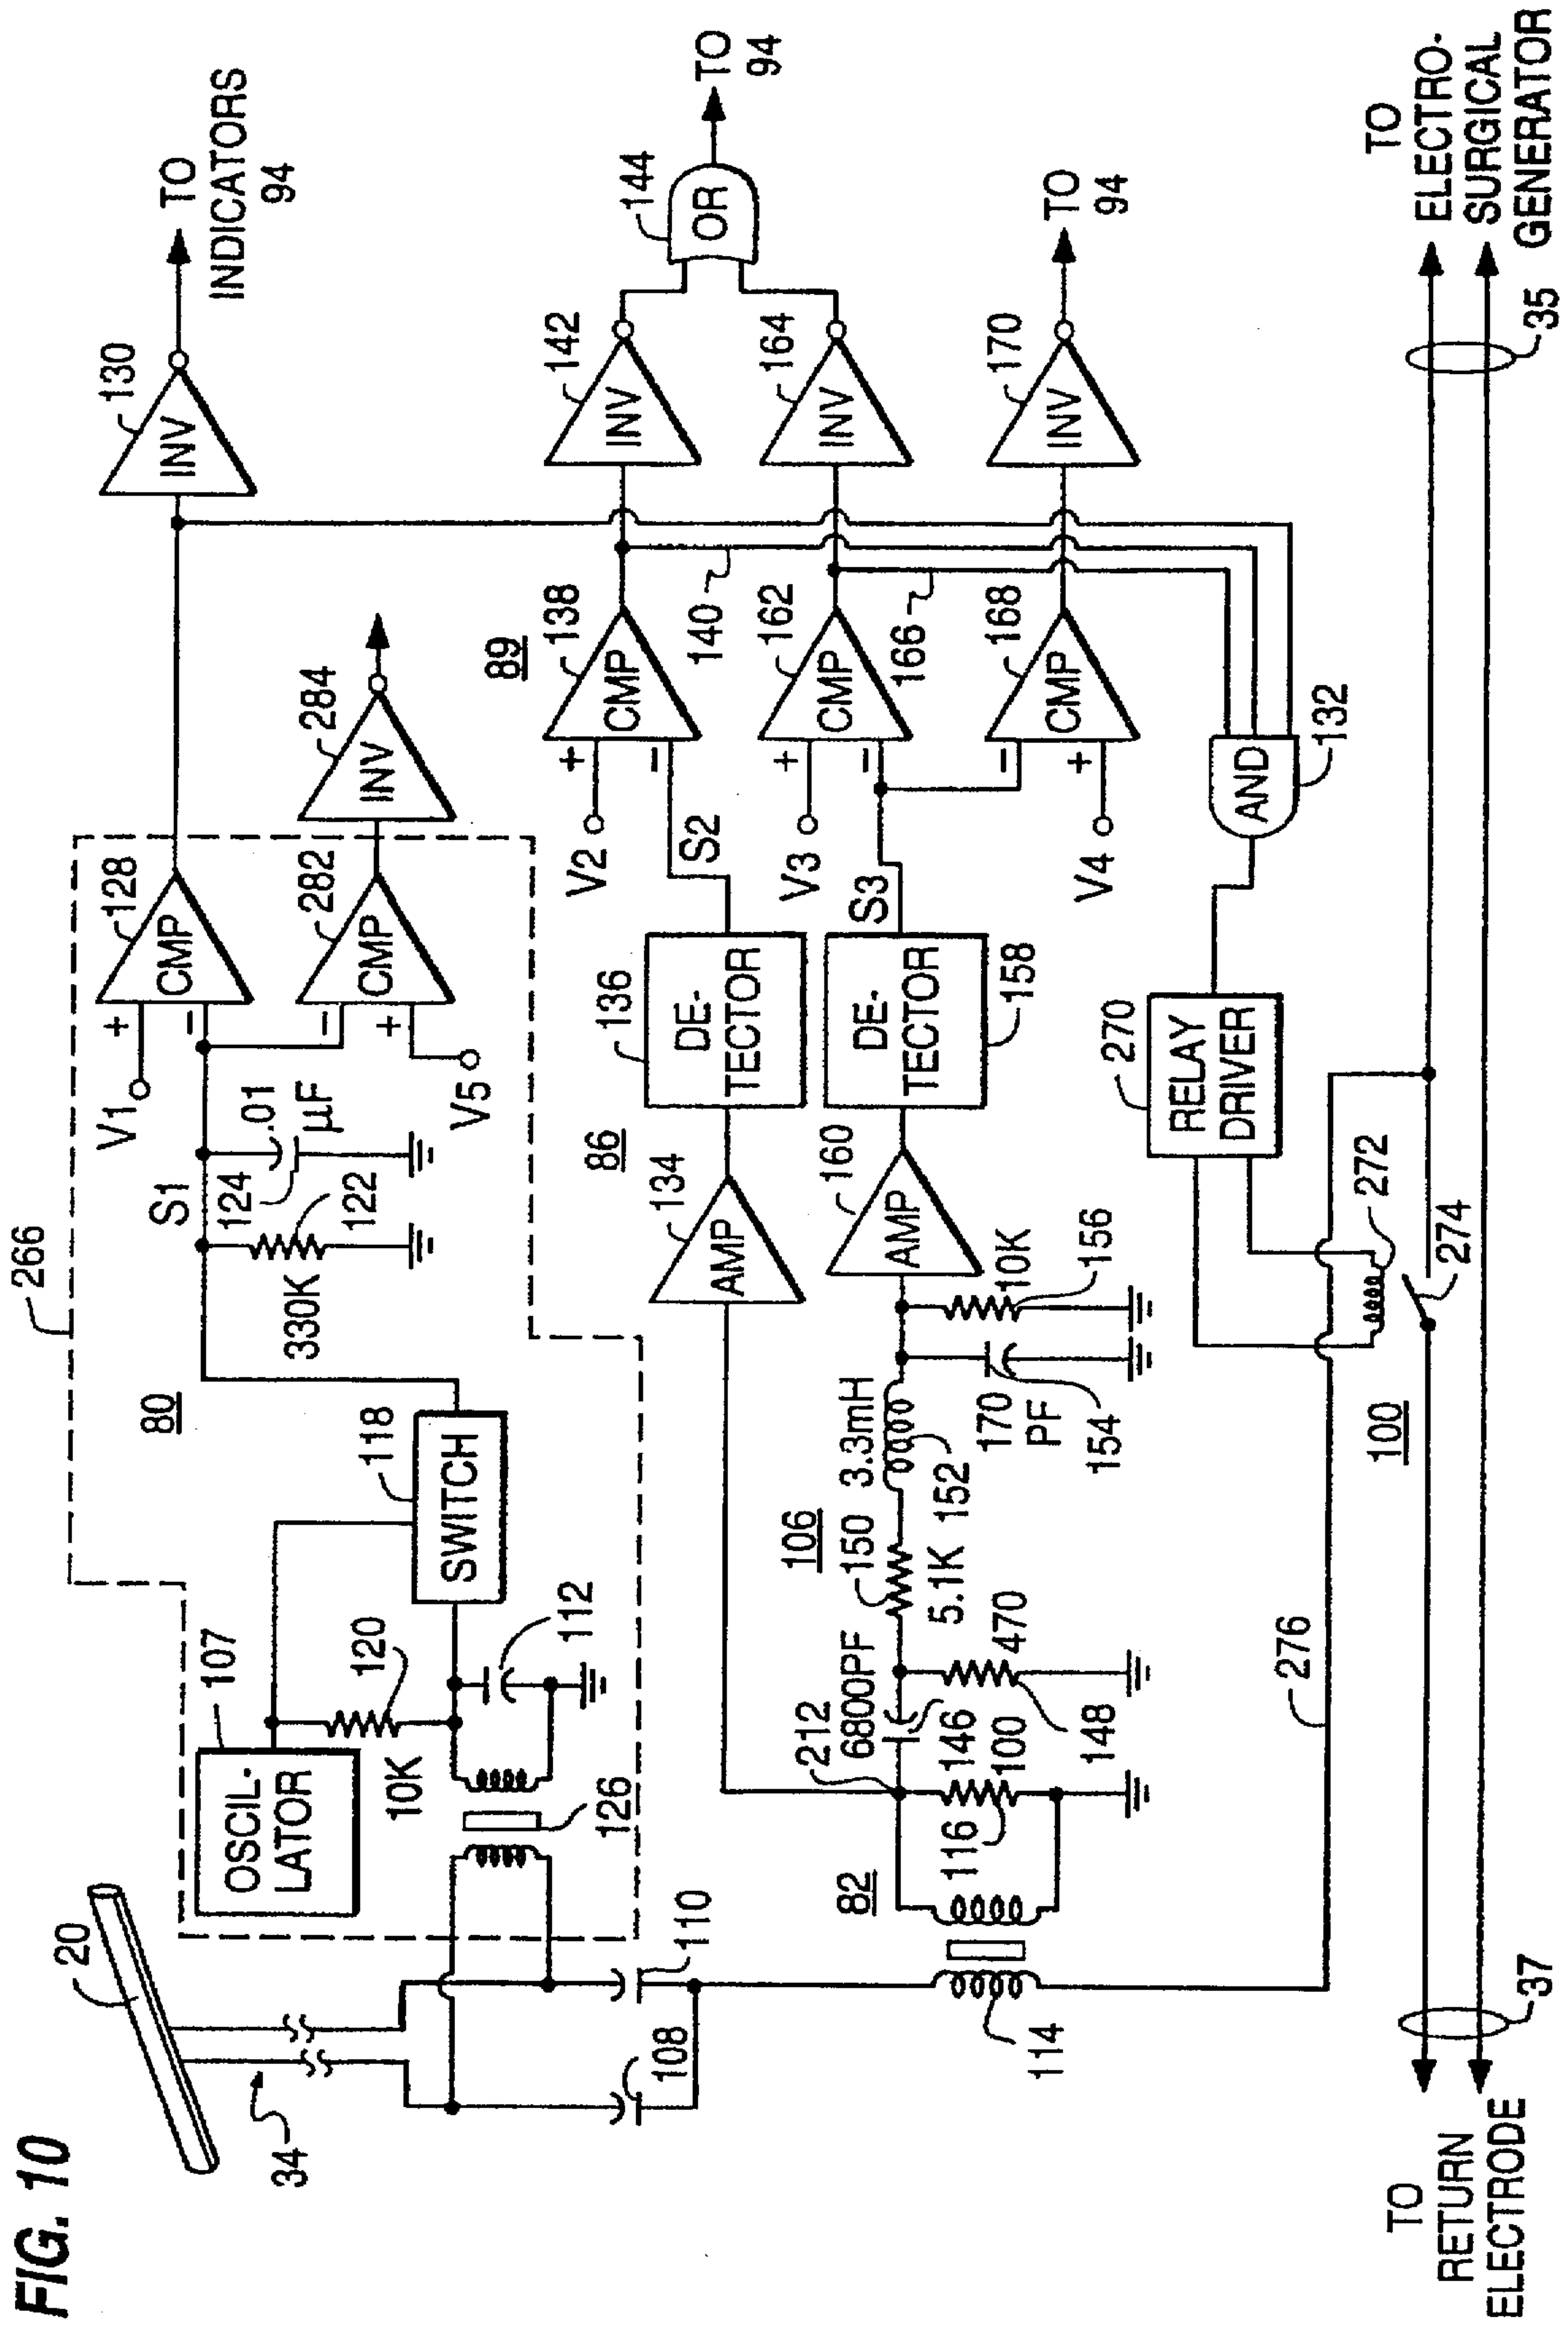 FIG. 10
20
34
266
80
107
OSCIL-
LATOR
120
10K
118
SWITCH
112
126
S1
330K
122
124
.01
µF
V1
+
−
CMP
128
−
+
V5
CMP
282
INV
284
INV
130
TO
INDICATORS
94
108
110
114
82
116
100
212
6800PF
146
470
148
106
150
5.1K
3.3mH
152
170
PF
154
10K
156
86
134
AMP
160
AMP
136
DE-
TECTOR
DE-
TECTOR
158
S2
S3
89
V2
+
−
CMP
138
140
V3
+
−
CMP
162
166
−
+
V4
CMP
168
INV
142
INV
164
INV
170
144
OR
TO
94
TO
94
AND
132
270
RELAY
DRIVER
272
274
100
276
TO
RETURN
ELECTRODE
37
35
TO
ELECTRO-
SURGICAL
GENERATOR